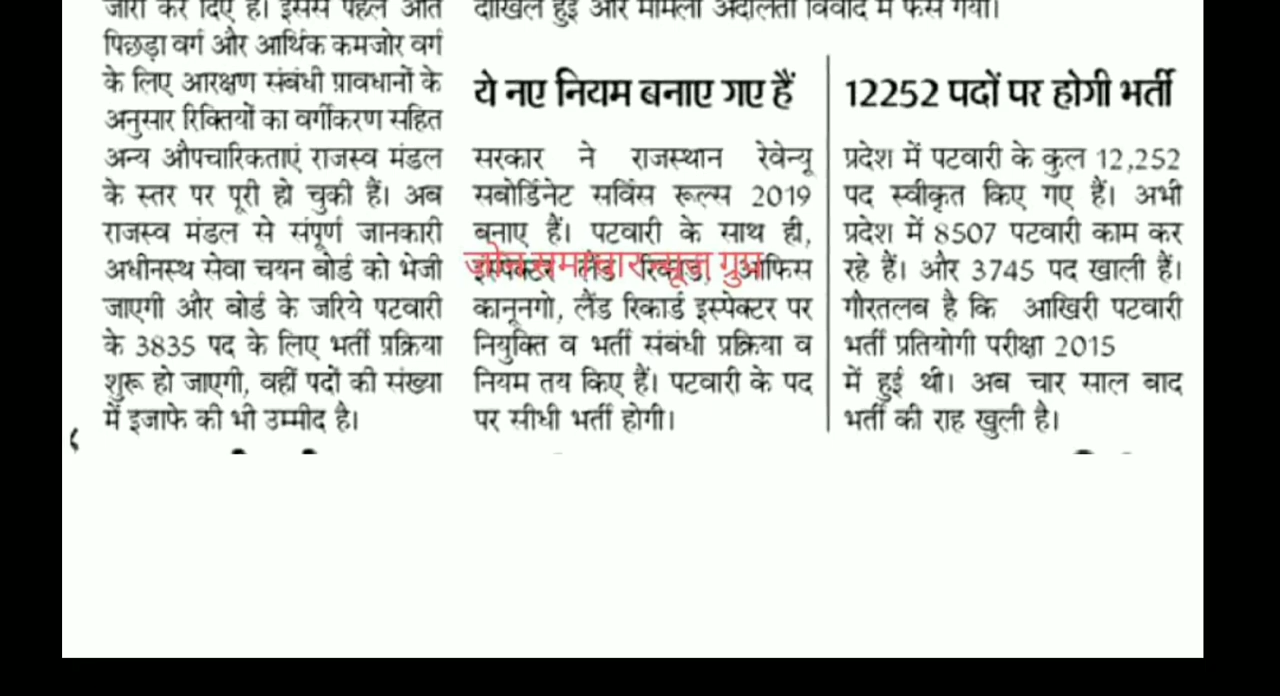 जारी कर दिए हैं। इससे पहले अति
पिछड़ा वर्ग और आर्थिक कमजोर वर्ग
के लिए आरक्षण संबंधी प्रावधानों के
अनुसार रिक्तियों का वर्गीकरण सहित
अन्य औपचारिकताएं राजस्व मंडल
के स्तर पर पूरी हो चुकी हैं। अब
राजस्व मंडल से संपूर्ण जानकारी
अधीनस्थ सेवा चयन बोर्ड को भेजी
जाएगी और बोर्ड के जरिये पटवारी
के 3835 पद के लिए भर्ती प्रक्रिया
शुरू हो जाएगी, वहीं पदों की संख्या
में इजाफे की भी उम्मीद है।
दाखिल हुई और मामला अदालती विवाद में फंस गया।
ये नए नियम बनाए गए हैं
सरकार ने राजस्थान रेवेन्यू
सबोर्डिनेट सर्विस रूल्स 2019
बनाए हैं। पटवारी के साथ ही,
इंस्पेक्टर लैंड रिकार्ड, ऑफिस
कानूनगो, लैंड रिकार्ड इंस्पेक्टर पर
नियुक्ति व भर्ती संबंधी प्रक्रिया व
नियम तय किए हैं। पटवारी के पद
पर सीधी भर्ती होगी।
12252 पदों पर होगी भर्ती
प्रदेश में पटवारी के कुल 12,252
पद स्वीकृत किए गए हैं। अभी
प्रदेश में 8507 पटवारी काम कर
रहे हैं। और 3745 पद खाली हैं।
गौरतलब है कि आखिरी पटवारी
भर्ती प्रतियोगी परीक्षा 2015
में हुई थी। अब चार साल बाद
भर्ती की राह खुली है।
समाचार न्यूज ग्रुप